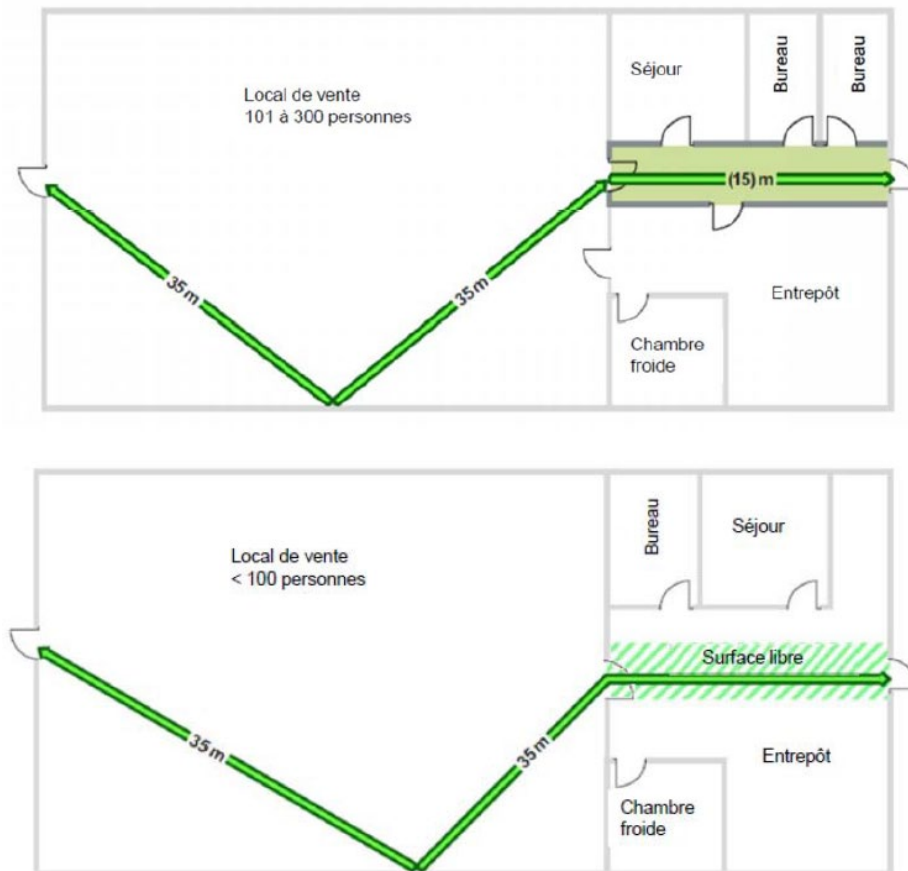 Local de vente
101 à 300 personnes
Séjour
Bureau
Bureau
(15) m
35 m
35 m
Entrepôt
Chambre
froide
Local de vente
< 100 personnes
Bureau
Séjour
Surface libre
35 m
35 m
Entrepôt
Chambre
froide